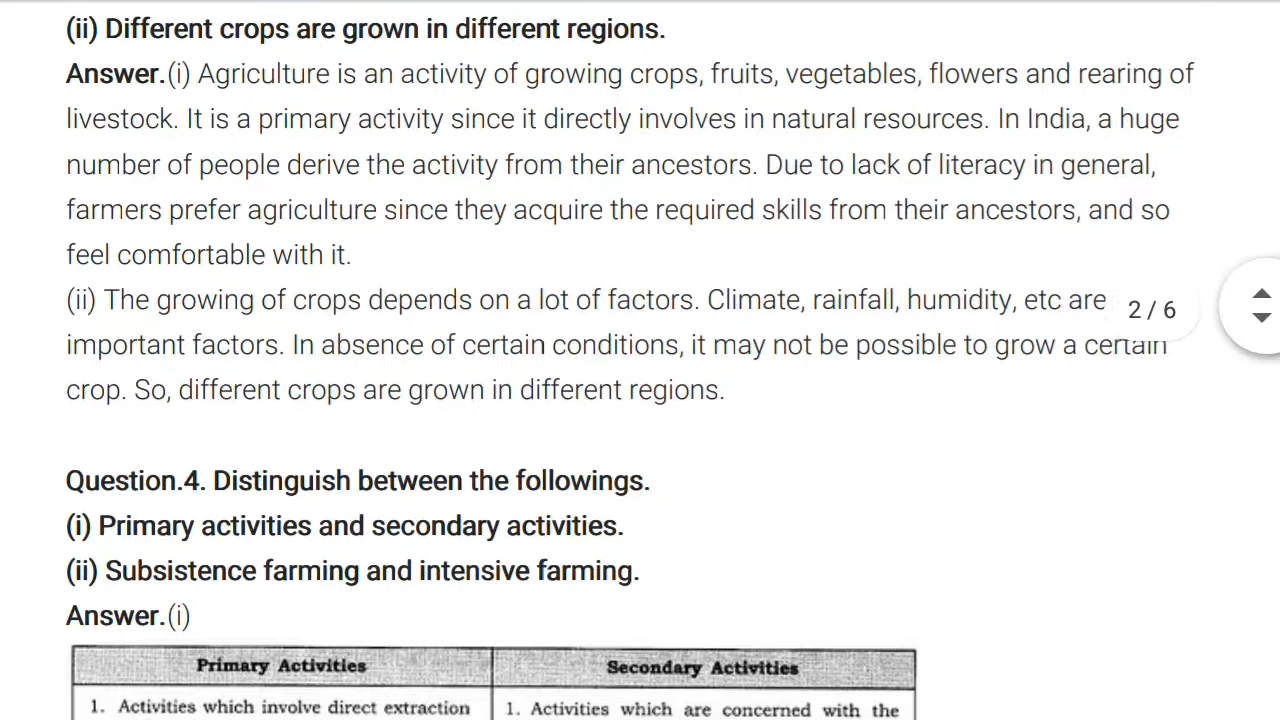 (ii) Different crops are grown in different regions.
Answer.(i) Agriculture is an activity of growing crops, fruits, vegetables, flowers and rearing of
livestock. It is a primary activity since it directly involves in natural resources. In India, a huge
number of people derive the activity from their ancestors. Due to lack of literacy in general,
farmers prefer agriculture since they acquire the required skills from their ancestors, and so
feel comfortable with it.
(ii) The growing of crops depends on a lot of factors. Climate, rainfall, humidity, etc are
2 / 6
important factors. In absence of certain conditions, it may not be possible to grow a certain
crop. So, different crops are grown in different regions.
Question.4. Distinguish between the followings.
(i) Primary activities and secondary activities.
(ii) Subsistence farming and intensive farming.
Answer.(i)
Primary Activities
Secondary Activities
1. Activities which involve direct extraction
1. Activities which are concerned with the